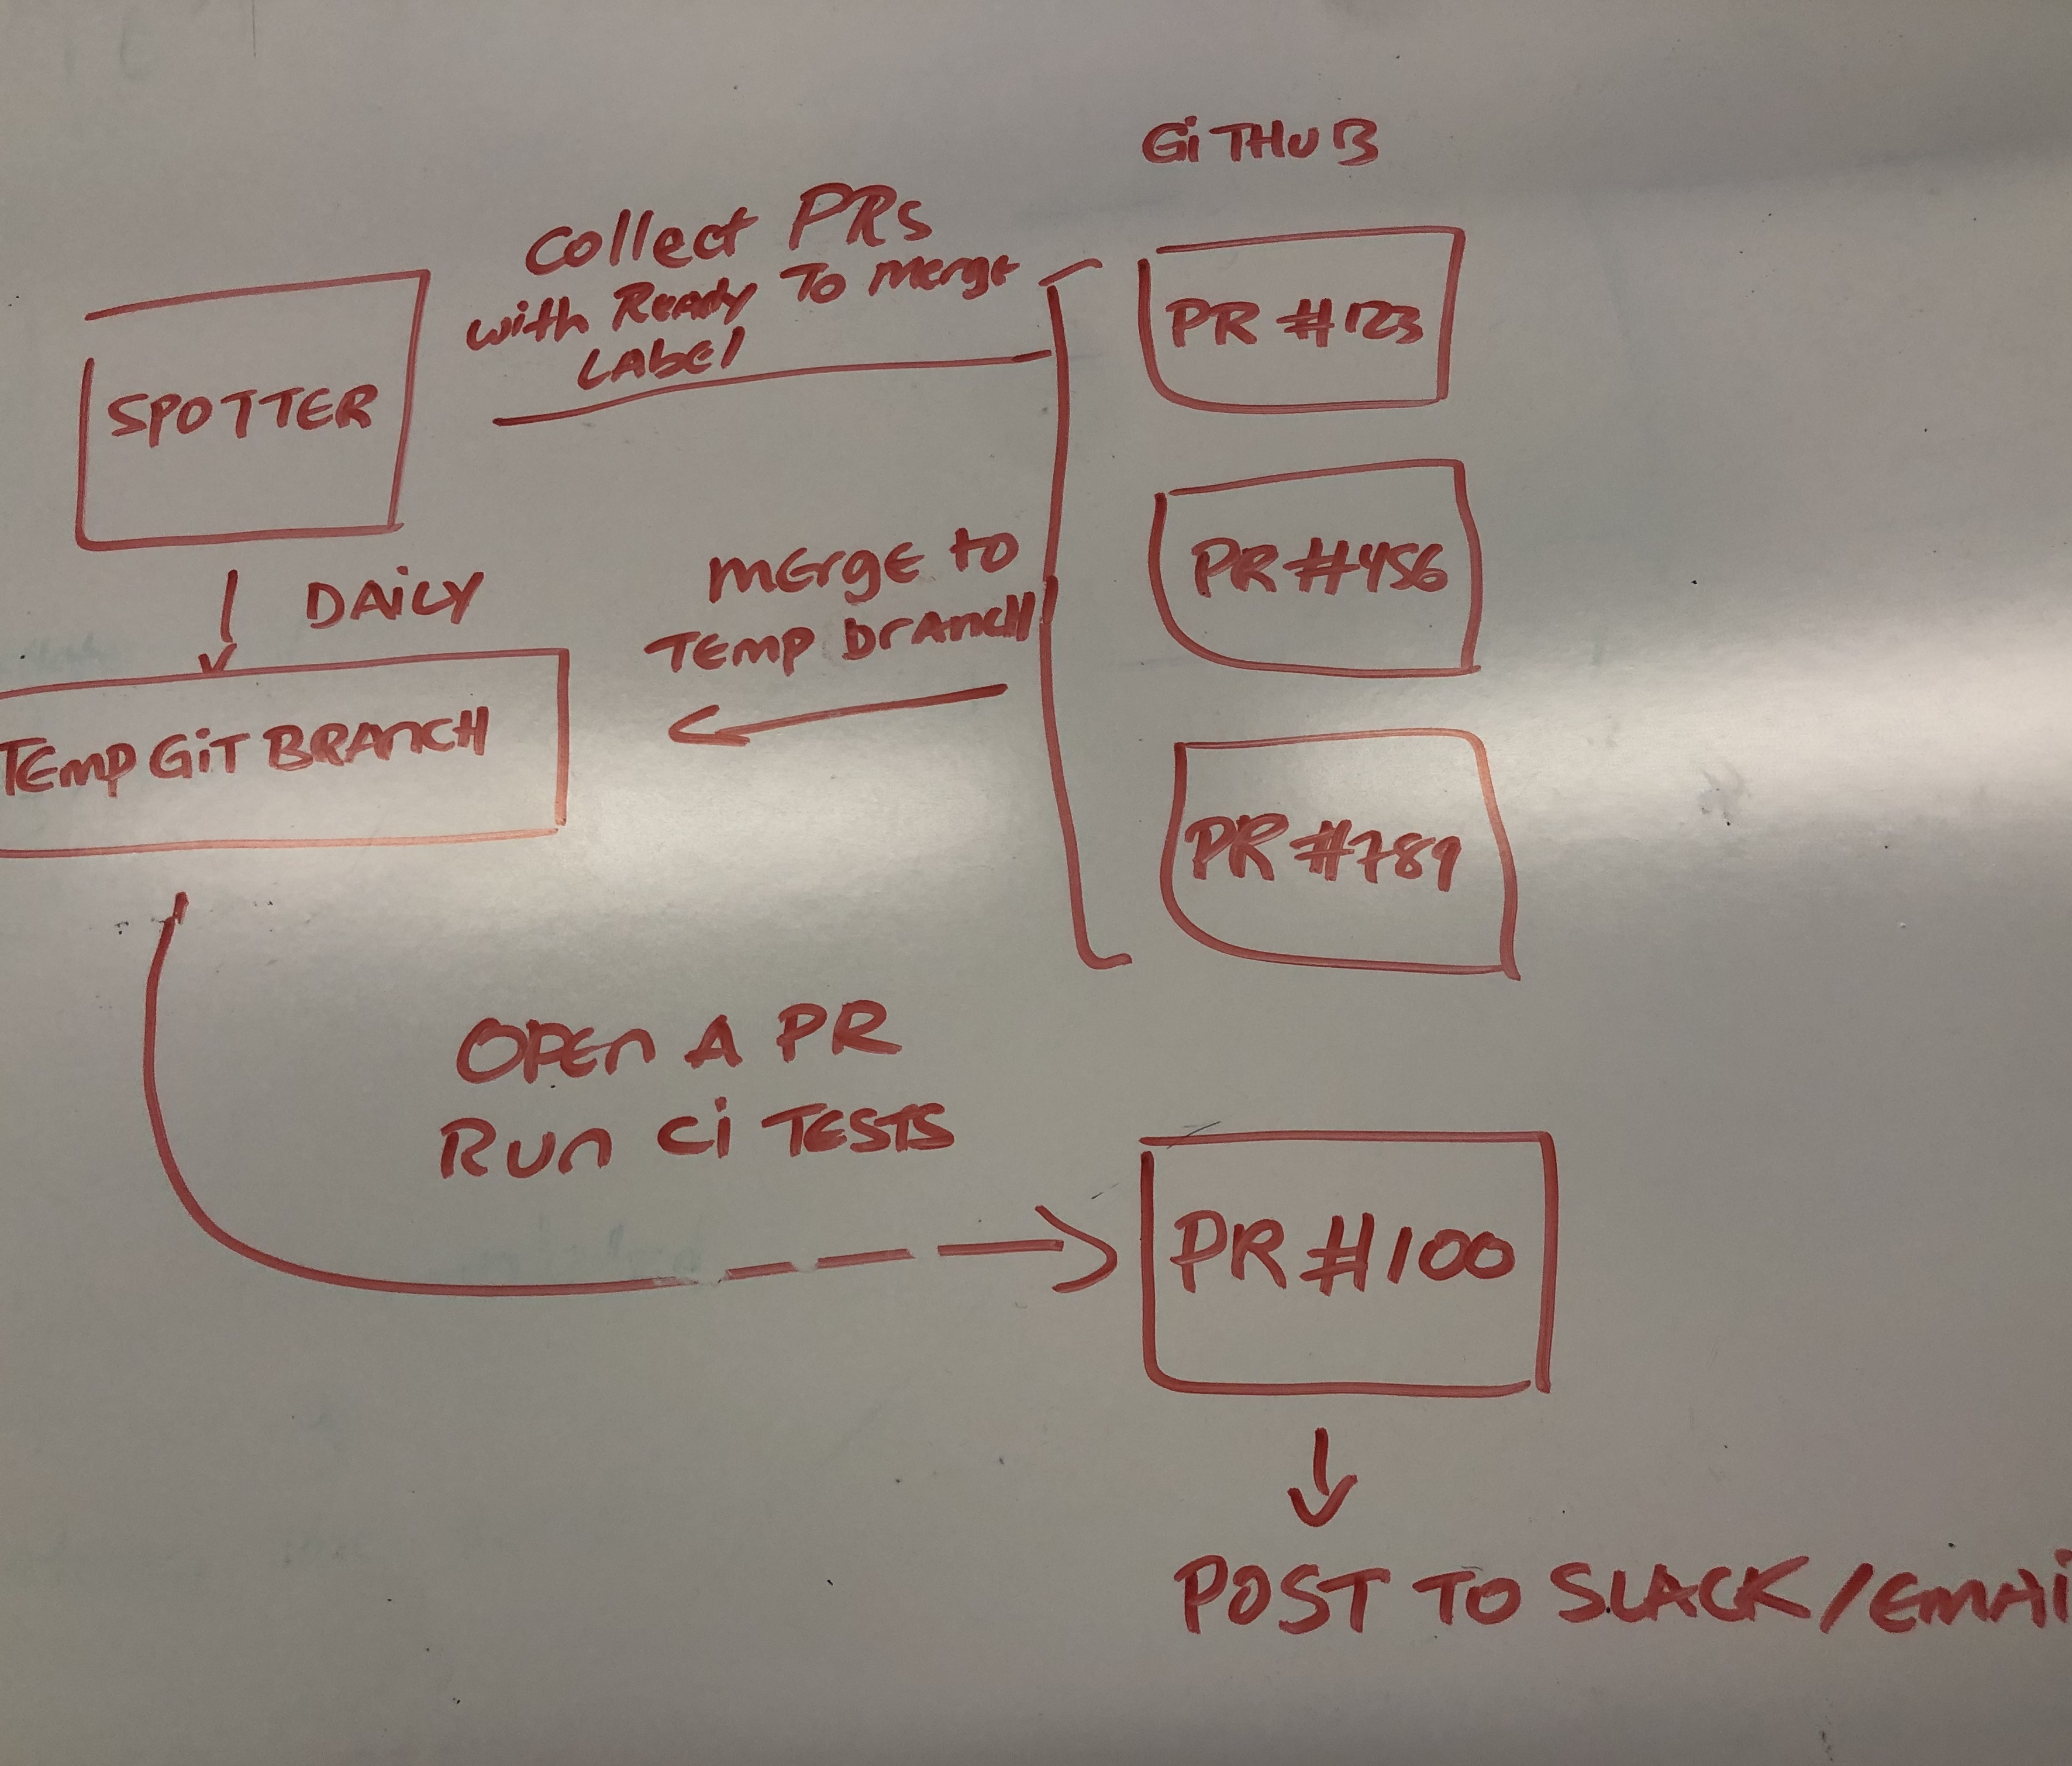 GiTHUB
Collect PRs
with Ready To merge
LABEL
PR #123
SPOTTER
merge to
Temp branch
PR #456
DAiLY
TEmp GiT BRAnCH
PR #789
OPEn A PR
Run Ci TESTS
PR #100
POST TO SLACK / EMAi